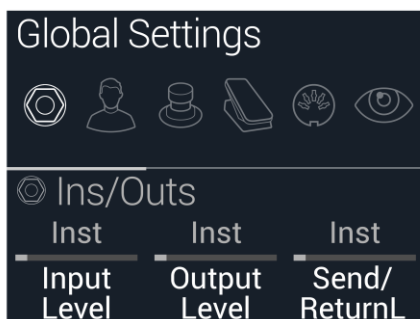 Global Settings
Ins/Outs
Inst Inst Inst
Input Output Send/
Level Level ReturnL